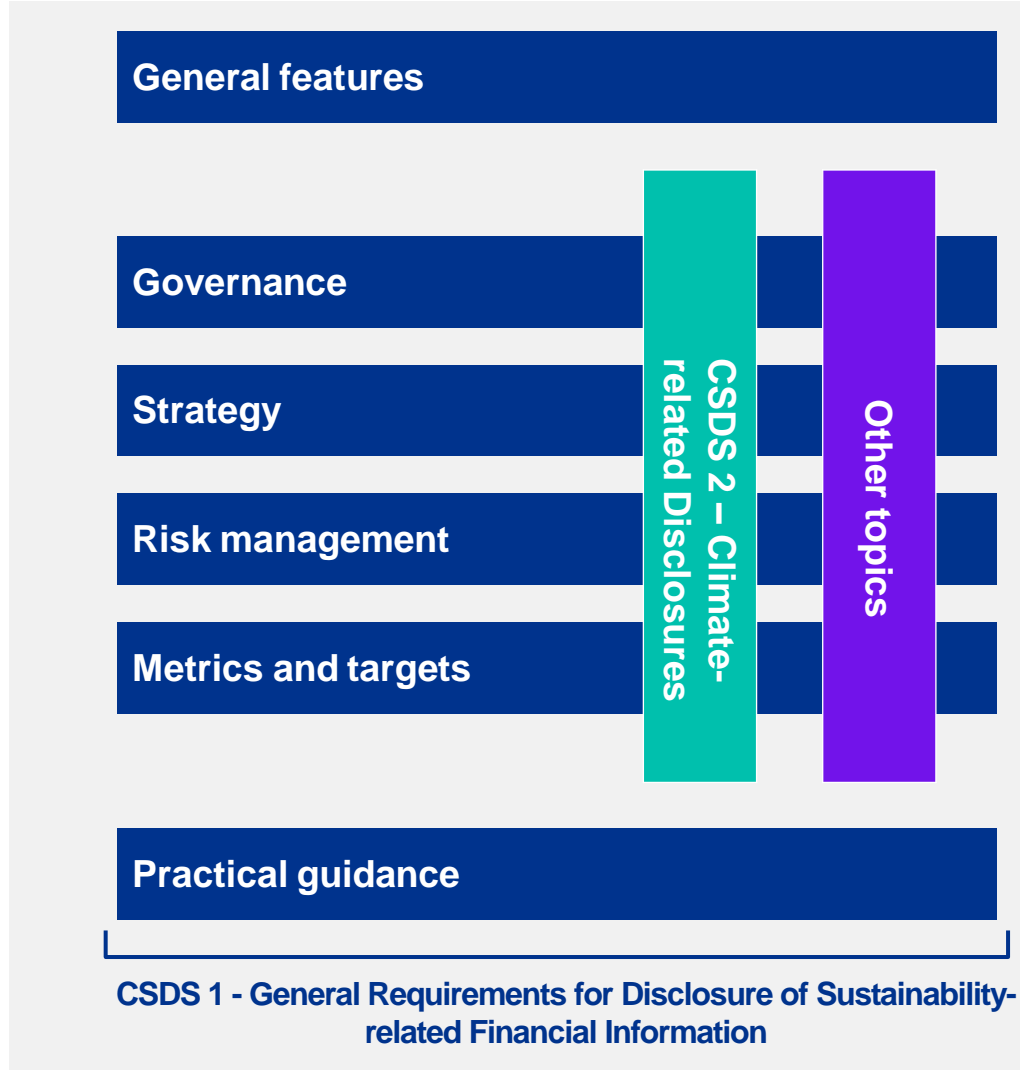 General features
Governance
Strategy
Risk management
Metrics and targets
CSDS 2 – Climate-
related Disclosures
Other topics
Practical guidance
CSDS 1 - General Requirements for Disclosure of Sustainability-
related Financial Information